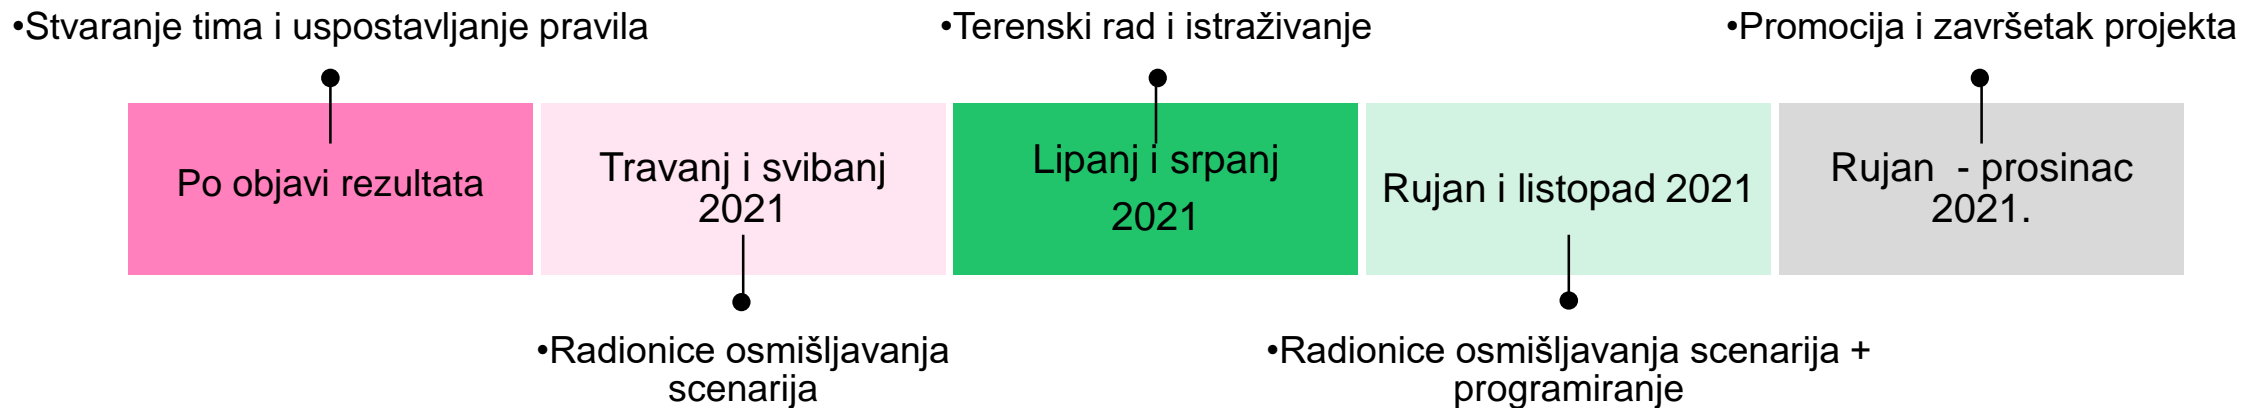 •Stvaranje tima i uspostavljanje pravila
•Terenski rad i istraživanje
•Promocija i završetak projekta
Po objavi rezultata
Travanj i svibanj
2021
Lipanj i srpanj
2021
Rujan i listopad 2021
Rujan  - prosinac
2021.
•Radionice osmišljavanja
scenarija
•Radionice osmišljavanja scenarija +
programiranje